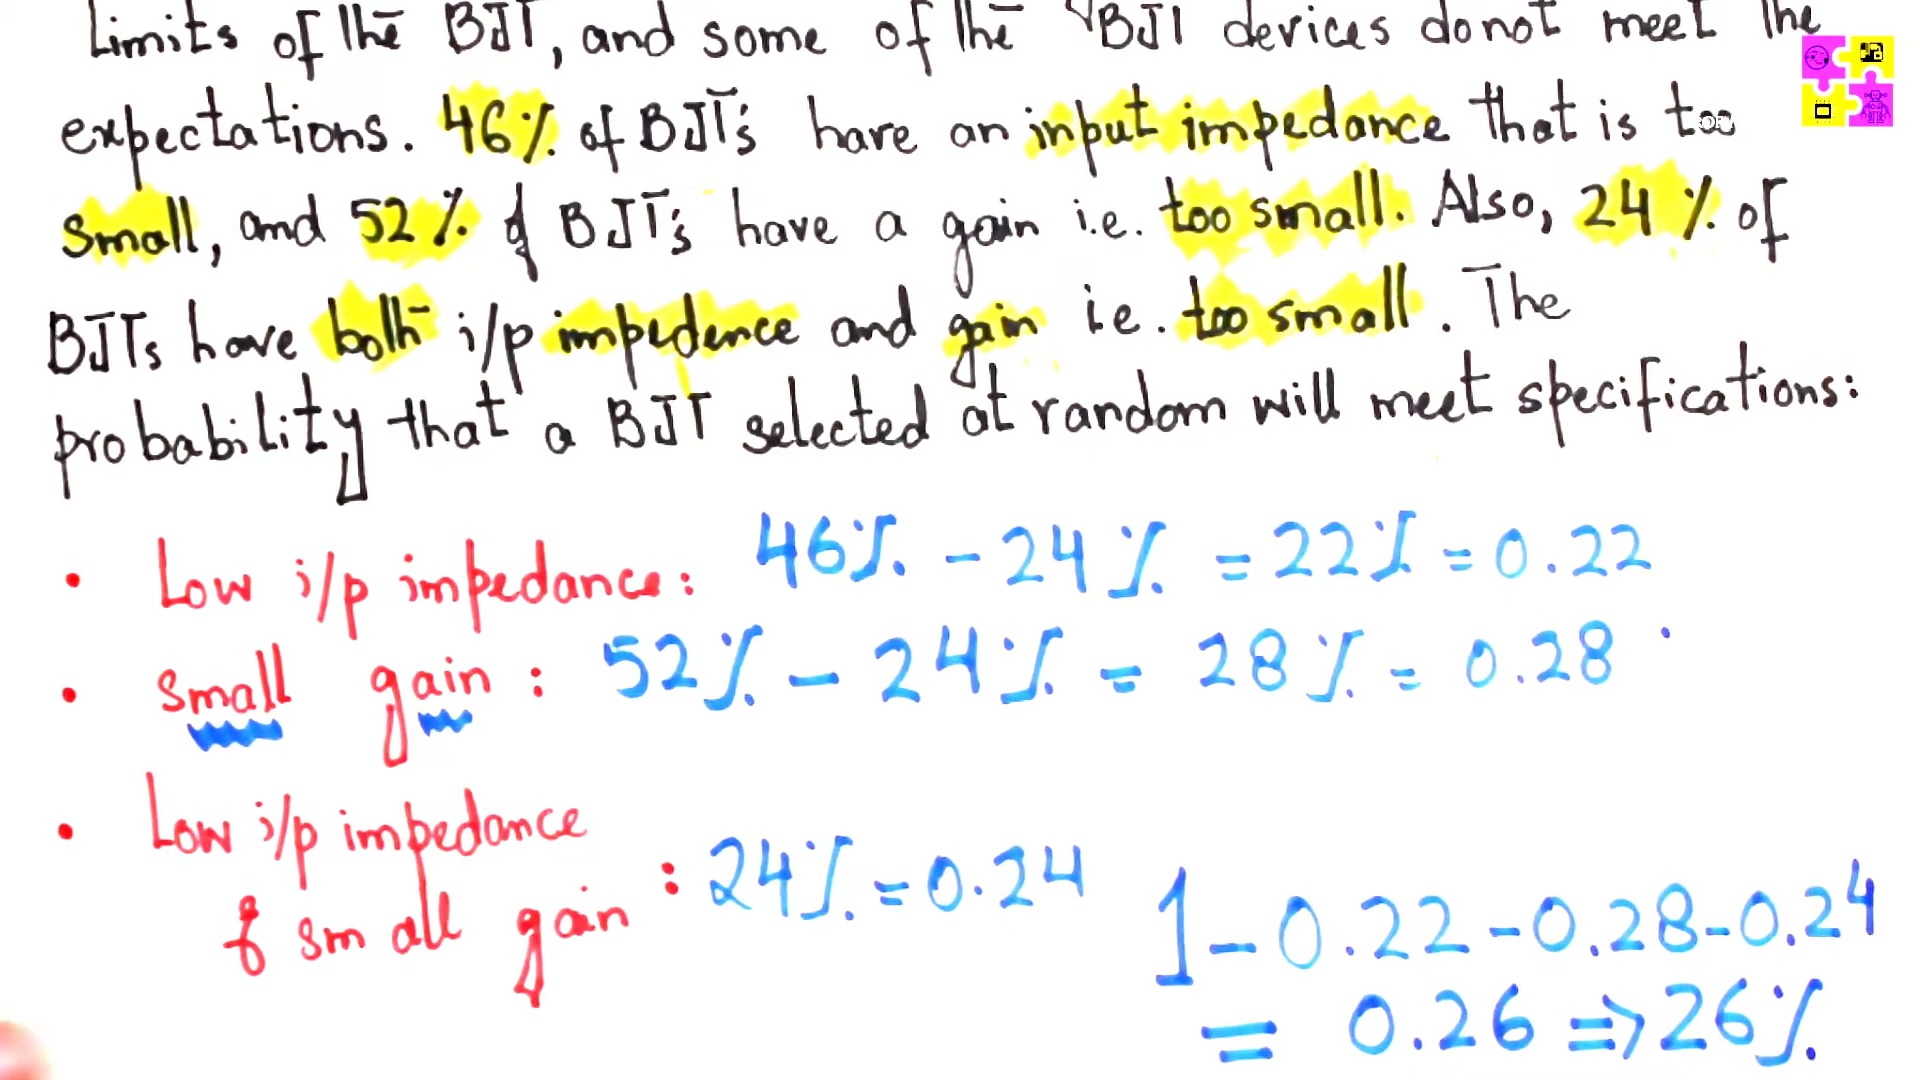 Limits of the BJT, and some of the BJT devices do not meet the
expectations. 46% of BJT's have an input impedance that is too
small, and 52% of BJT's have a gain i.e. too small. Also, 24% of
BJTs have both i/p impedence and gain i.e. too small. The
probability that a BJT selected at random will meet specifications:
• Low i/p impedance: 46% - 24% = 22% = 0.22
• small gain : 52% - 24% = 28% = 0.28
• Low i/p impedance
& small gain : 24% = 0.24
1 - 0.22 - 0.28 - 0.24
= 0.26 => 26%